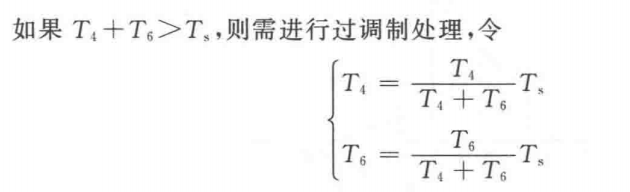 如果 T₄+T₆>Tₛ,则需进行过调制处理,令
T₄ = T₄/(T₄ + T₆) Tₛ
T₆ = T₆/(T₄ + T₆) Tₛ